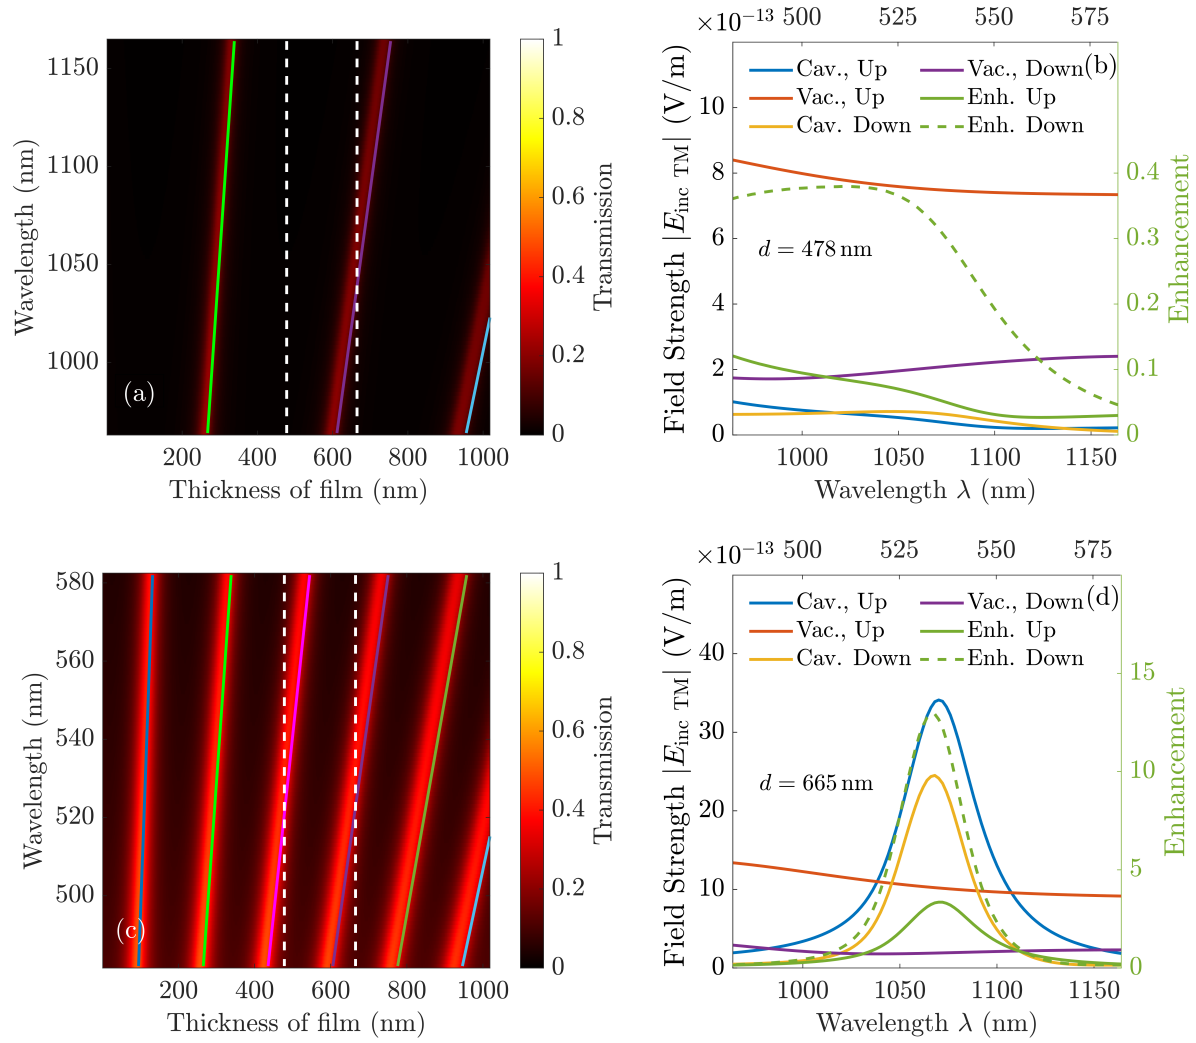 1150
1100
1050
1000
Wavelength (nm)
(a)
200 400 600 800 1000
Thickness of film (nm)
1
0.8
0.6
0.4
0.2
0
Transmission
×10⁻¹³ 500 525 550 575
(b)
Cav., Up
Vac., Up
Cav. Down
Vac., Down
Enh. Up
Enh. Down
d = 478 nm
10
8
6
4
2
0
Field Strength |E_inc TM| (V/m)
0.4
0.3
0.2
0.1
0
Enhancement
1000 1050 1100 1150
Wavelength λ (nm)
580
560
540
520
500
Wavelength (nm)
(c)
200 400 600 800 1000
Thickness of film (nm)
1
0.8
0.6
0.4
0.2
0
Transmission
×10⁻¹³ 500 525 550 575
(d)
Cav., Up
Vac., Up
Cav. Down
Vac., Down
Enh. Up
Enh. Down
d = 665 nm
40
30
20
10
0
Field Strength |E_inc TM| (V/m)
15
10
5
0
Enhancement
1000 1050 1100 1150
Wavelength λ (nm)